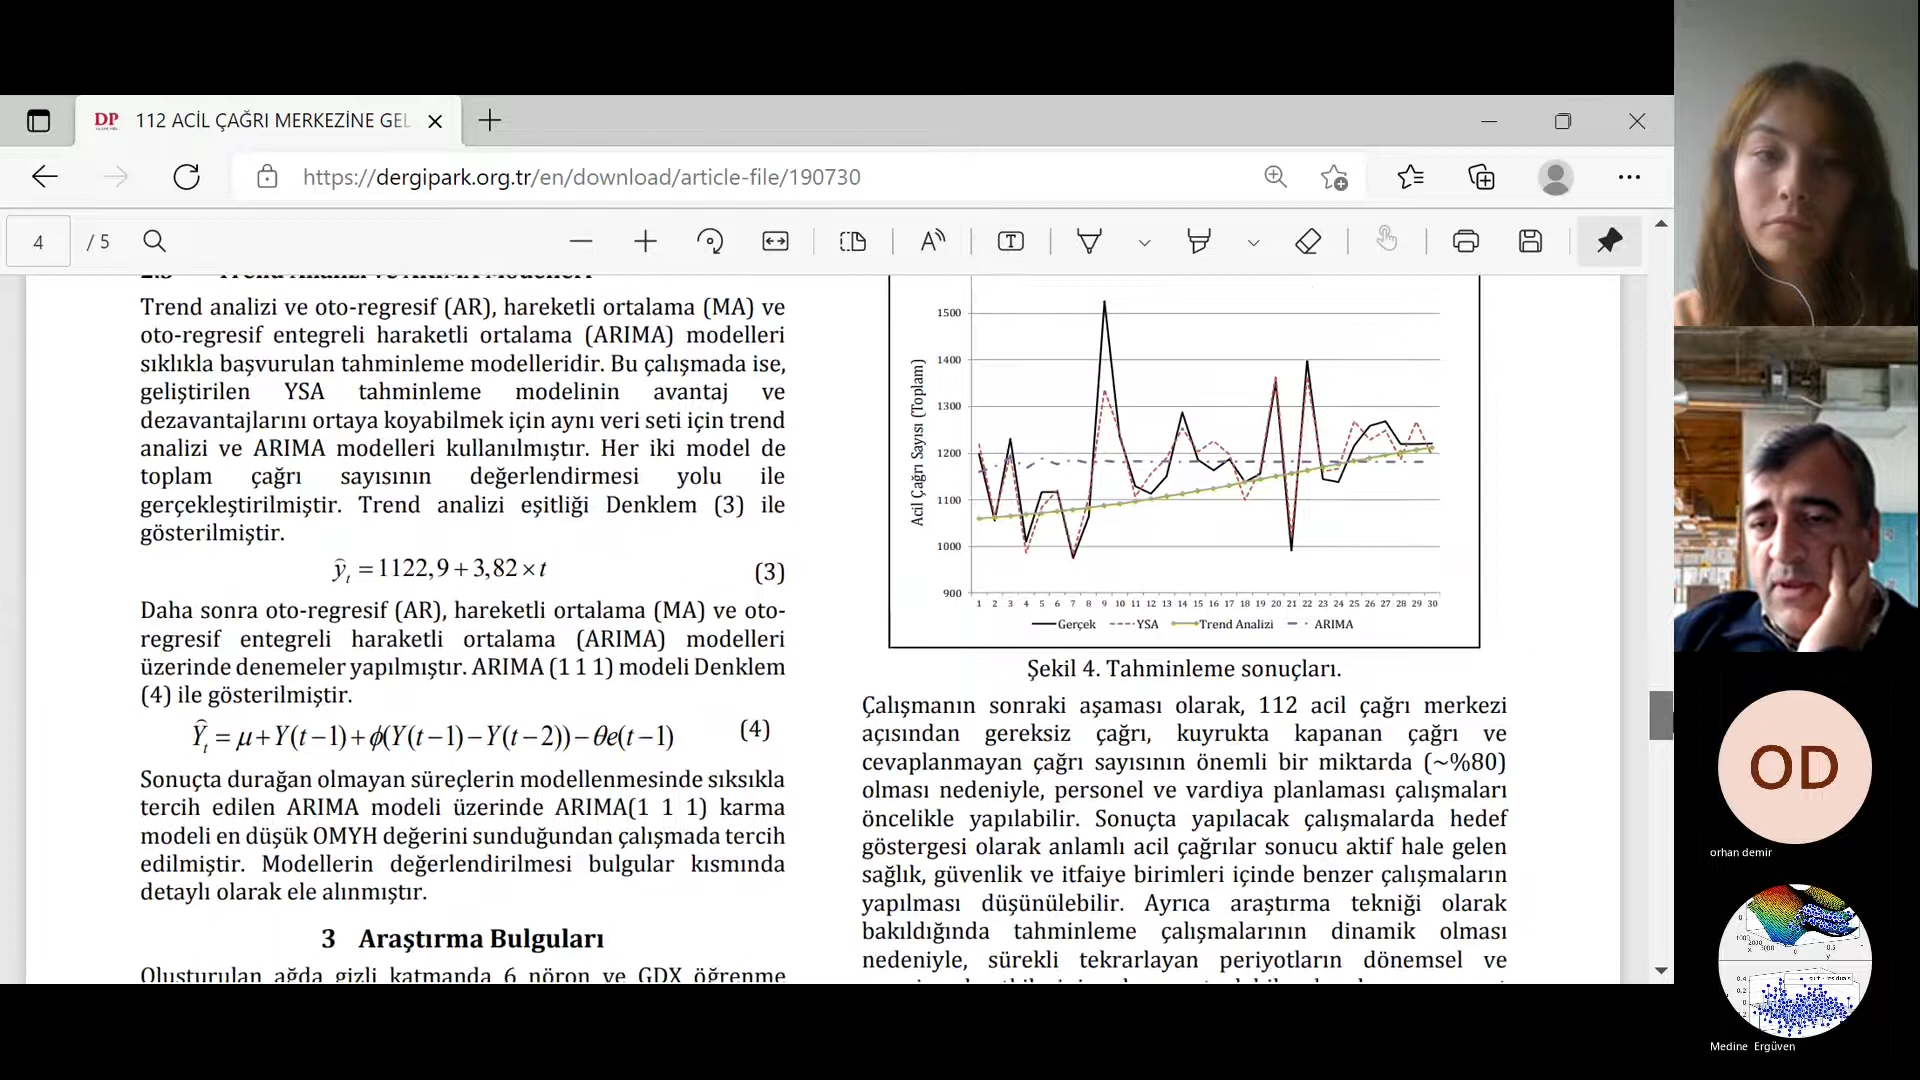 112 ACİL ÇAĞRI MERKEZİNE GEL
https://dergipark.org.tr/en/download/article-file/190730
4 / 5
Trend analizi ve oto-regresif (AR), hareketli ortalama (MA) ve
oto-regresif entegreli haraketli ortalama (ARIMA) modelleri
sıklıkla başvurulan tahminleme modelleridir. Bu çalışmada ise,
geliştirilen YSA tahminleme modelinin avantaj ve
dezavantajlarını ortaya koyabilmek için aynı veri seti için trend
analizi ve ARIMA modelleri kullanılmıştır. Her iki model de
toplam çağrı sayısının değerlendirmesi yolu ile
gerçekleştirilmiştir. Trend analizi eşitliği Denklem (3) ile
gösterilmiştir.
ŷt = 1122,9 + 3,82 × t (3)
Daha sonra oto-regresif (AR), hareketli ortalama (MA) ve oto-
regresif entegreli haraketli ortalama (ARIMA) modelleri
üzerinde denemeler yapılmıştır. ARIMA (1 1 1) modeli Denklem
(4) ile gösterilmiştir.
Ŷt = μ + Y(t−1) + ϕ(Y(t−1) − Y(t−2)) − θe(t−1) (4)
Sonuçta durağan olmayan süreçlerin modellenmesinde sıksıkla
tercih edilen ARIMA modeli üzerinde ARIMA(1 1 1) karma
modeli en düşük OMYH değerini sunduğundan çalışmada tercih
edilmiştir. Modellerin değerlendirilmesi bulgular kısmında
detaylı olarak ele alınmıştır.
3 Araştırma Bulguları
Oluşturulan ağda gizli katmanda 6 nöron ve GDX öğrenme
Acil Çağrı Sayısı (Toplam)
1500
1400
1300
1200
1100
1000
900
1 2 3 4 5 6 7 8 9 10 11 12 13 14 15 16 17 18 19 20 21 22 23 24 25 26 27 28 29 30
Gerçek YSA Trend Analizi ARIMA
Şekil 4. Tahminleme sonuçları.
Çalışmanın sonraki aşaması olarak, 112 acil çağrı merkezi
açısından gereksiz çağrı, kuyrukta kapanan çağrı ve
cevaplanmayan çağrı sayısının önemli bir miktarda (~%80)
olması nedeniyle, personel ve vardiya planlaması çalışmaları
öncelikle yapılabilir. Sonuçta yapılacak çalışmalarda hedef
göstergesi olarak anlamlı acil çağrılar sonucu aktif hale gelen
sağlık, güvenlik ve itfaiye birimleri içinde benzer çalışmaların
yapılması düşünülebilir. Ayrıca araştırma tekniği olarak
bakıldığında tahminleme çalışmalarının dinamik olması
nedeniyle, sürekli tekrarlayan periyotların dönemsel ve
OD
orhan demir
Medine Ergüven